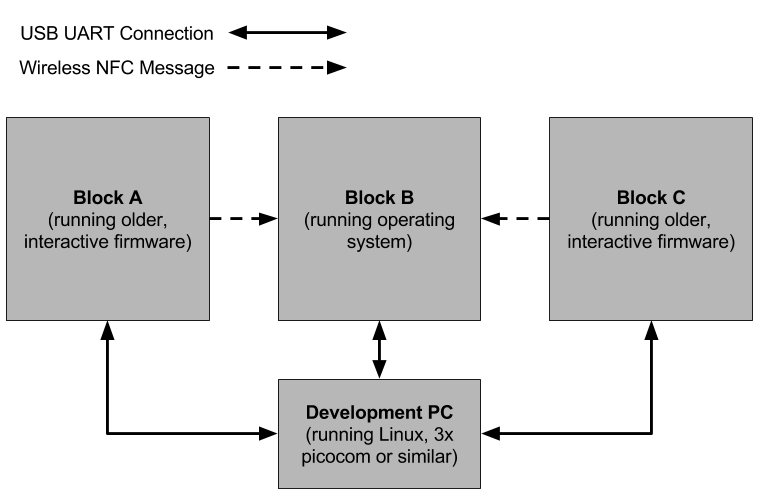 USB UART Connection
Wireless NFC Message
Block A
(running older,
interactive firmware)
Block B
(running operating
system)
Block C
(running older,
interactive firmware)
Development PC
(running Linux, 3x
picocom or similar)